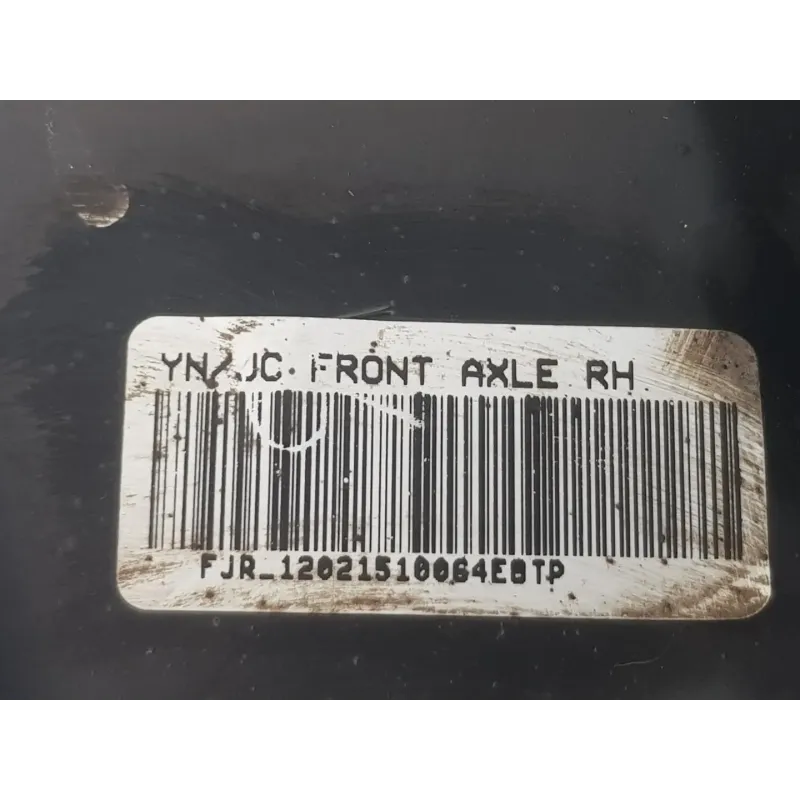 YN/JC FRONT AXLE RH
FJR_12021510064E8TP